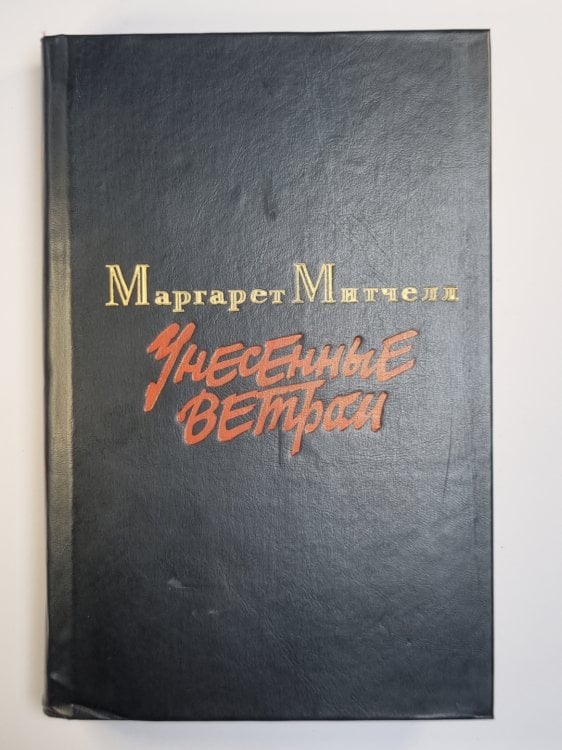 Маргарет Митчелл
Унесенные
ветром